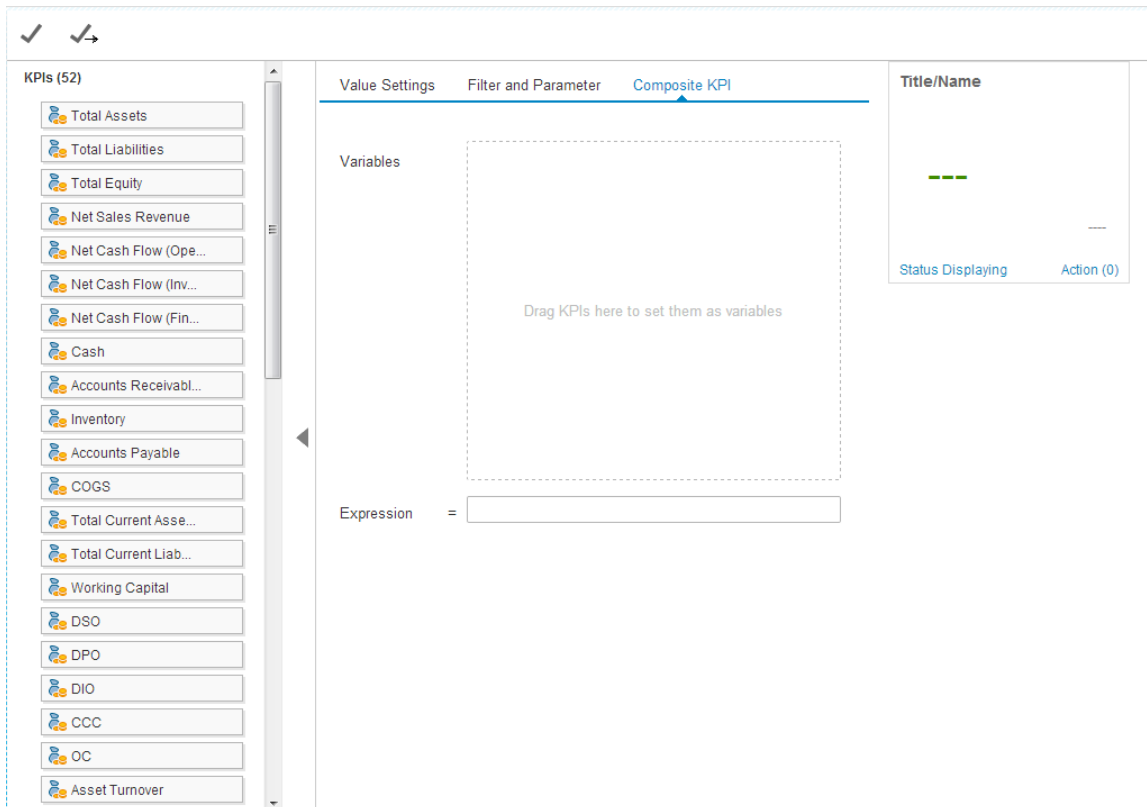 KPIs (52)
Total Assets
Total Liabilities
Total Equity
Net Sales Revenue
Net Cash Flow (Ope...
Net Cash Flow (Inv...
Net Cash Flow (Fin...
Cash
Accounts Receivabl...
Inventory
Accounts Payable
COGS
Total Current Asse...
Total Current Liab...
Working Capital
DSO
DPO
DIO
CCC
OC
Asset Turnover
Value Settings Filter and Parameter Composite KPI
Variables
Drag KPIs here to set them as variables
Expression =
Title/Name
---
---
Status Displaying Action (0)